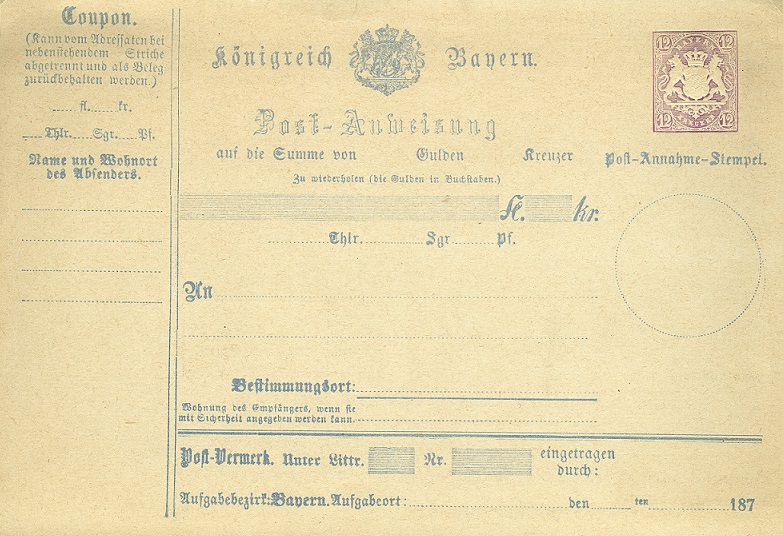 Coupon.
(Kann vom Adressaten bei
nebenstehendem Striche
abgetrennt und als Beleg
zurückbehalten werden.)
fl. kr.
Thlr. Sgr. Pf.
Name und Wohnort
des Absenders.
Königreich Bayern.
12 BAYERN 12
12 KREUZER 12
Post-Anweisung
auf die Summe von Gulden Kreuzer
Post-Annahme-Stempel.
Zu wiederholen (die Gulden in Buchstaben.)
fl. kr.
Thlr. Sgr. Pf.
An
Bestimmungsort:
Wohnung des Empfängers, wenn sie
mit Sicherheit angegeben werden kann.
Post-Vermerk. Unter Littr. Nr. eingetragen
durch:
Aufgabebezirk: Bayern. Aufgabeort: den ten 187